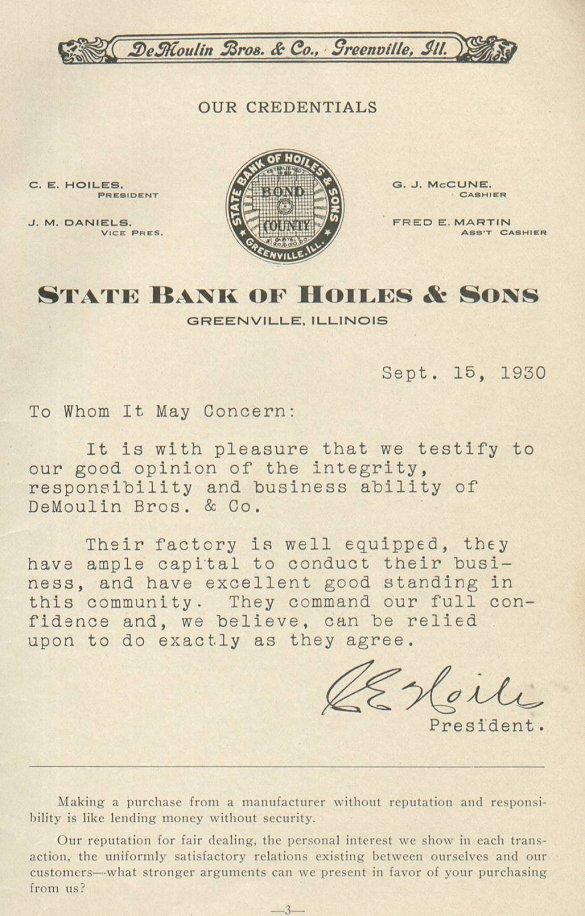 DeMoulin Bros. & Co., Greenville, Ill.
OUR CREDENTIALS
C. E. HOILES,
PRESIDENT
J. M. DANIELS,
VICE PRES.
STATE BANK OF HOILES & SONS
BOND
COUNTY
GREENVILLE, ILL.
G. J. McCUNE,
CASHIER
FRED E. MARTIN
ASS'T CASHIER
STATE BANK OF HOILES & SONS
GREENVILLE, ILLINOIS
Sept. 15, 1930
To Whom It May Concern:
It is with pleasure that we testify to
our good opinion of the integrity,
responsibility and business ability of
DeMoulin Bros. & Co.
Their factory is well equipped, they
have ample capital to conduct their busi-
ness, and have excellent good standing in
this community. They command our full con-
fidence and, we believe, can be relied
upon to do exactly as they agree.
C E Hoiles
President.
Making a purchase from a manufacturer without reputation and responsi-
bility is like lending money without security.
Our reputation for fair dealing, the personal interest we show in each trans-
action, the uniformly satisfactory relations existing between ourselves and our
customers—what stronger arguments can we present in favor of your purchasing
from us?
—3—